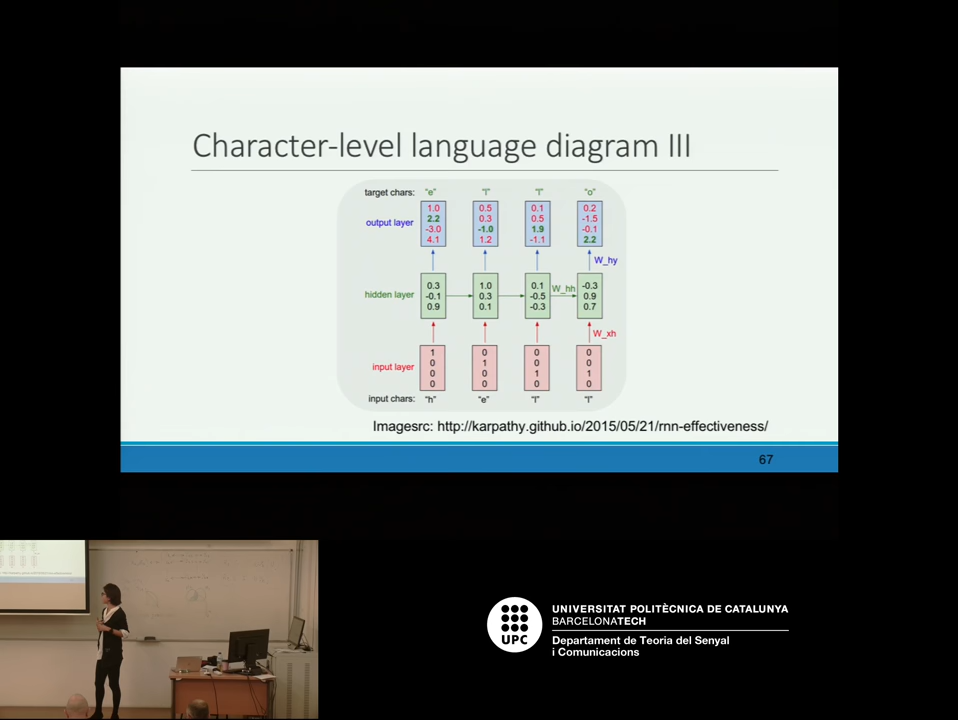 Character-level language diagram III
target chars: "e" "l" "l" "o"
output layer
1.0 0.5 0.1 0.2
2.2 0.3 0.5 -1.5
-3.0 -1.0 1.9 -0.1
4.1 1.2 -1.1 2.2
W_hy
hidden layer
0.3 1.0 0.1 -0.3
-0.1 0.3 -0.5 0.9
0.9 0.1 -0.3 0.7
W_hh
W_xh
input layer
1 0 0 0
0 1 0 0
0 0 1 1
0 0 0 0
input chars: "h" "e" "l" "l"
Imagesrc: http://karpathy.github.io/2015/05/21/rnn-effectiveness/
67
UPC
UNIVERSITAT POLITÈCNICA DE CATALUNYA
BARCELONATECH
Departament de Teoria del Senyal
i Comunicacions